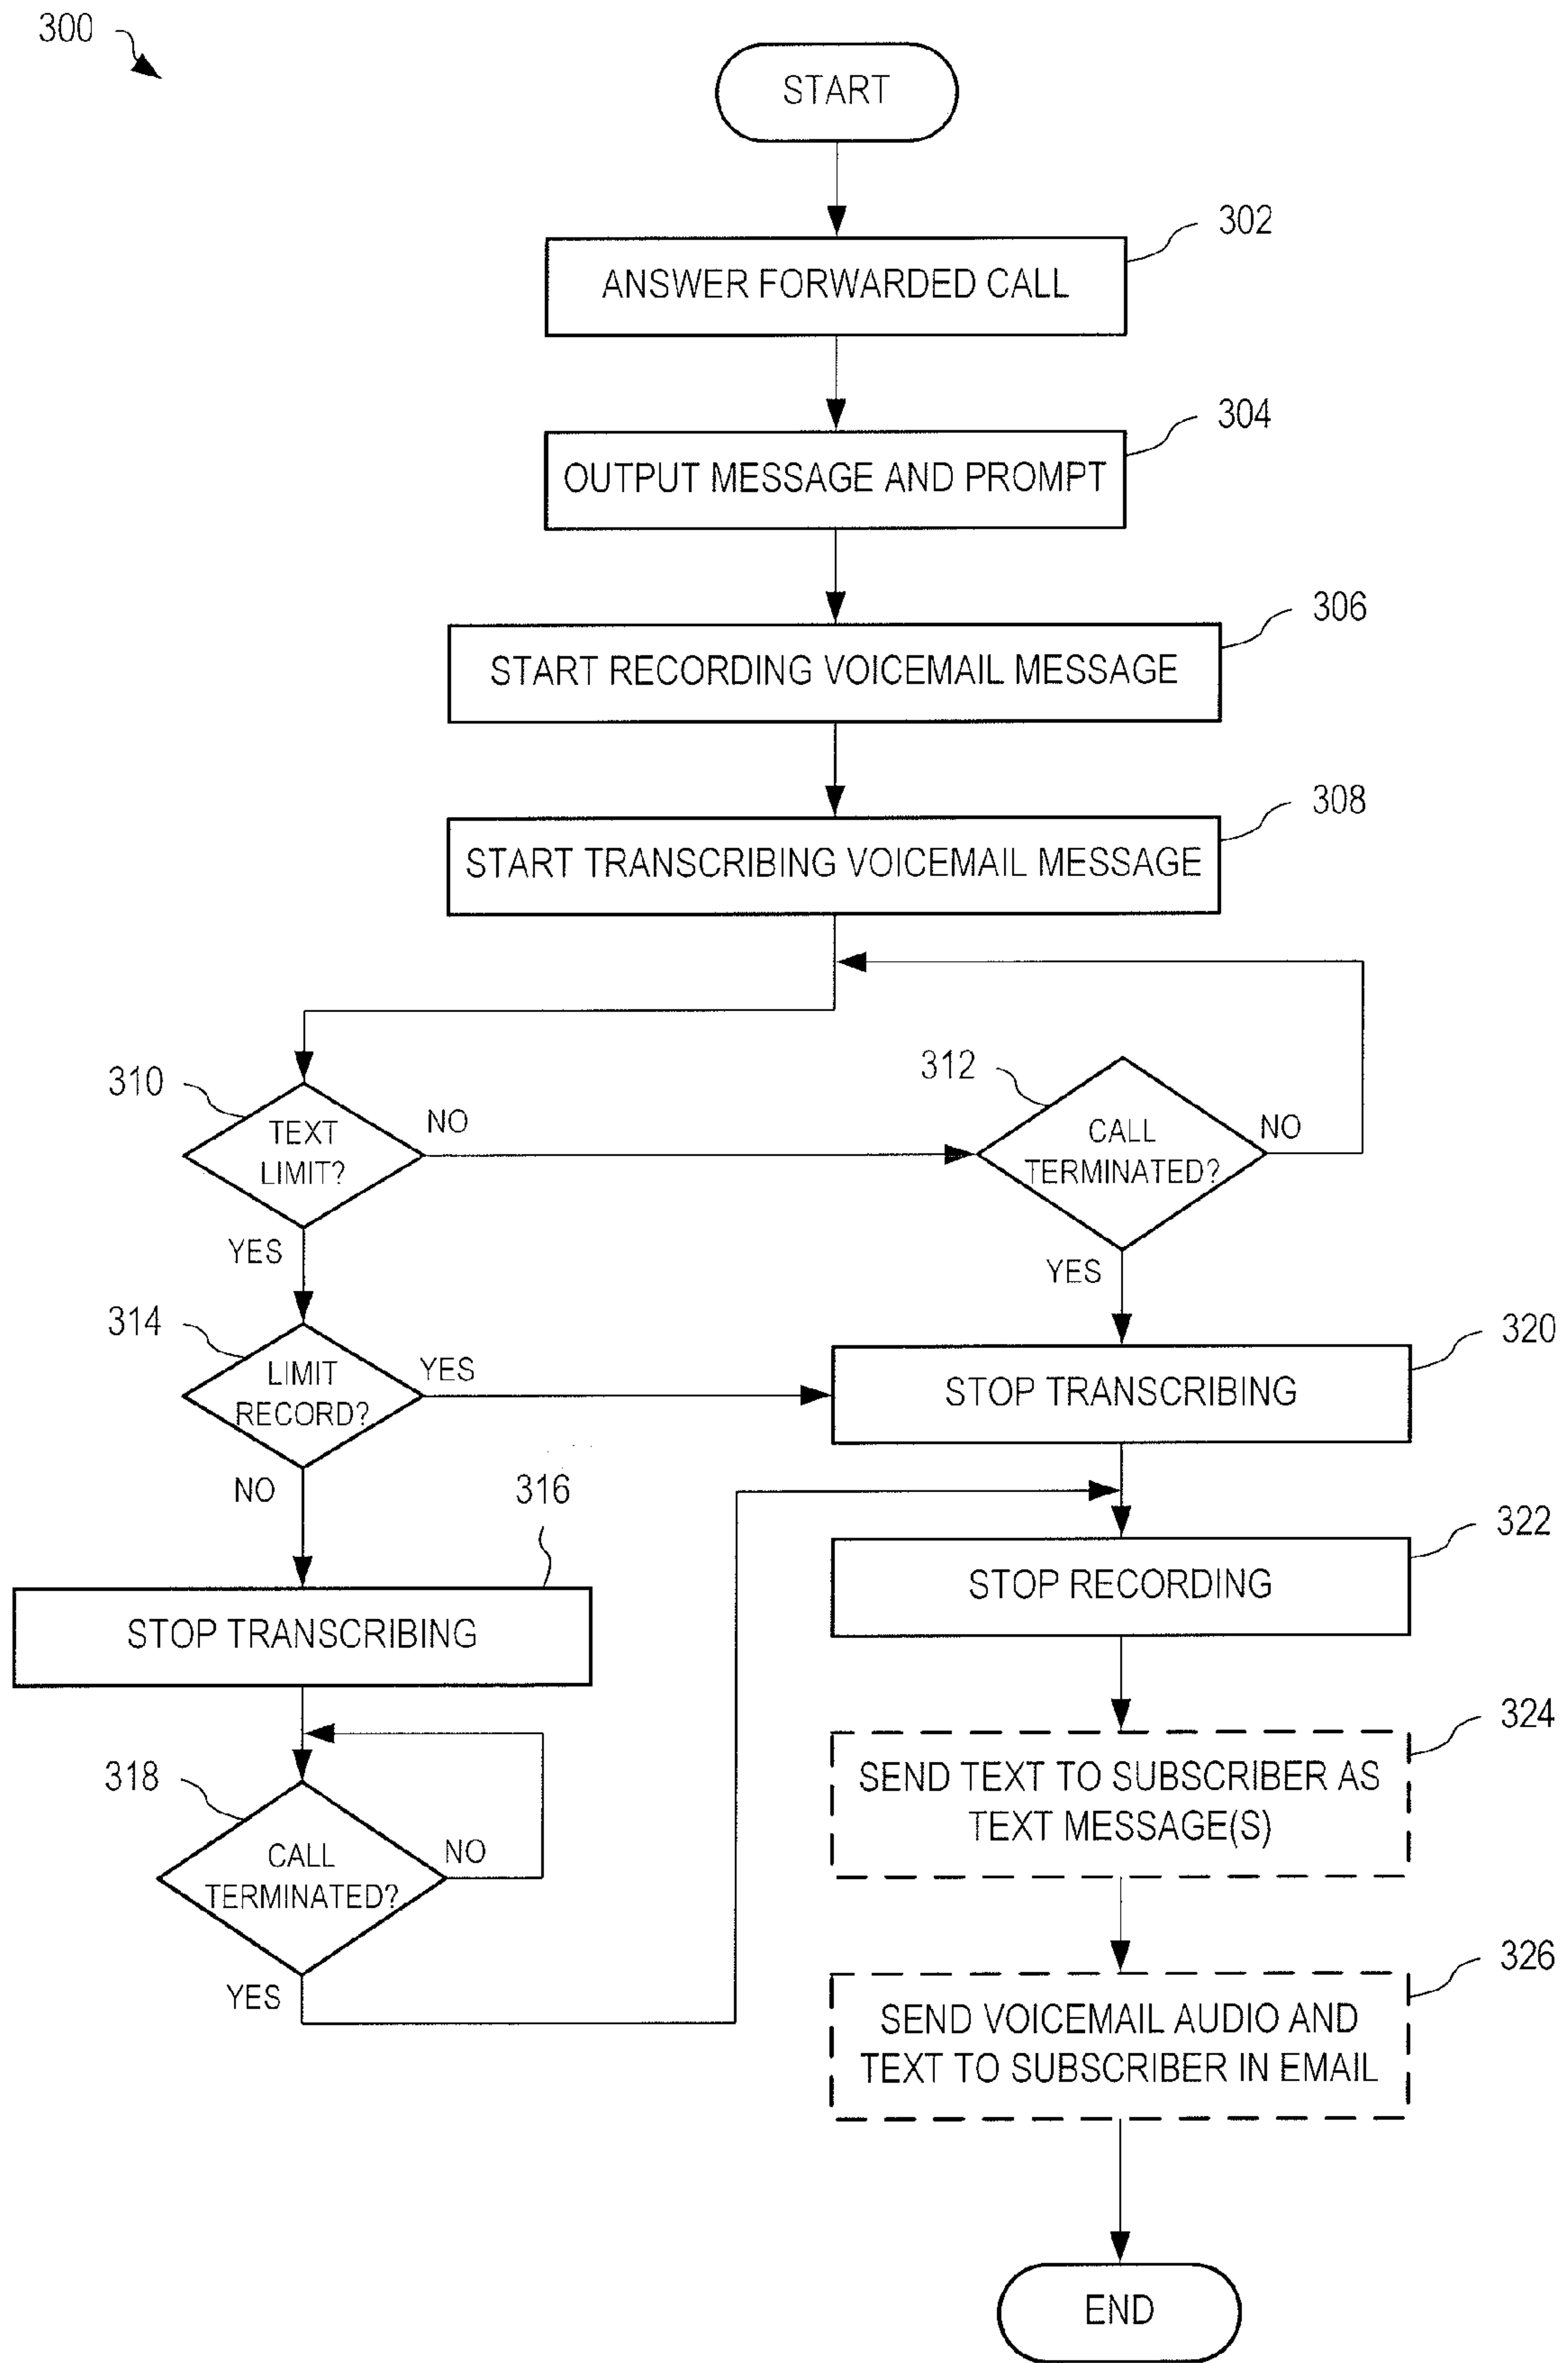 300
START
302
ANSWER FORWARDED CALL
304
OUTPUT MESSAGE AND PROMPT
306
START RECORDING VOICEMAIL MESSAGE
308
START TRANSCRIBING VOICEMAIL MESSAGE
310
TEXT
LIMIT?
NO
YES
312
CALL
TERMINATED?
NO
YES
314
LIMIT
RECORD?
YES
NO
320
STOP TRANSCRIBING
316
STOP TRANSCRIBING
322
STOP RECORDING
318
CALL
TERMINATED?
NO
YES
324
SEND TEXT TO SUBSCRIBER AS
TEXT MESSAGE(S)
326
SEND VOICEMAIL AUDIO AND
TEXT TO SUBSCRIBER IN EMAIL
END